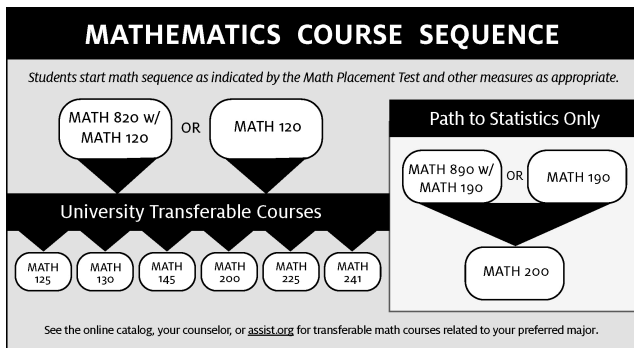 MATHEMATICS COURSE SEQUENCE
Students start math sequence as indicated by the Math Placement Test and other measures as appropriate.
MATH 820 w/
MATH 120
OR
MATH 120
University Transferable Courses
MATH
125
MATH
130
MATH
145
MATH
200
MATH
225
MATH
241
Path to Statistics Only
MATH 890 w/
MATH 190
OR
MATH 190
MATH 200
See the online catalog, your counselor, or assist.org for transferable math courses related to your preferred major.